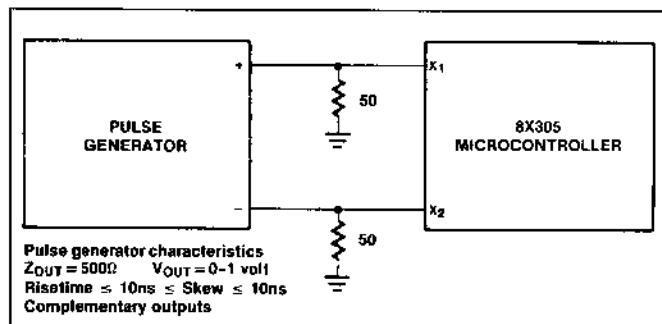 +
X1
50
PULSE
GENERATOR
8X305
MICROCONTROLLER
–
X2
50
Pulse generator characteristics
ZOUT = 500Ω VOUT = 0-1 volt
Risetime ≤ 10ns ≤ Skew ≤ 10ns
Complementary outputs